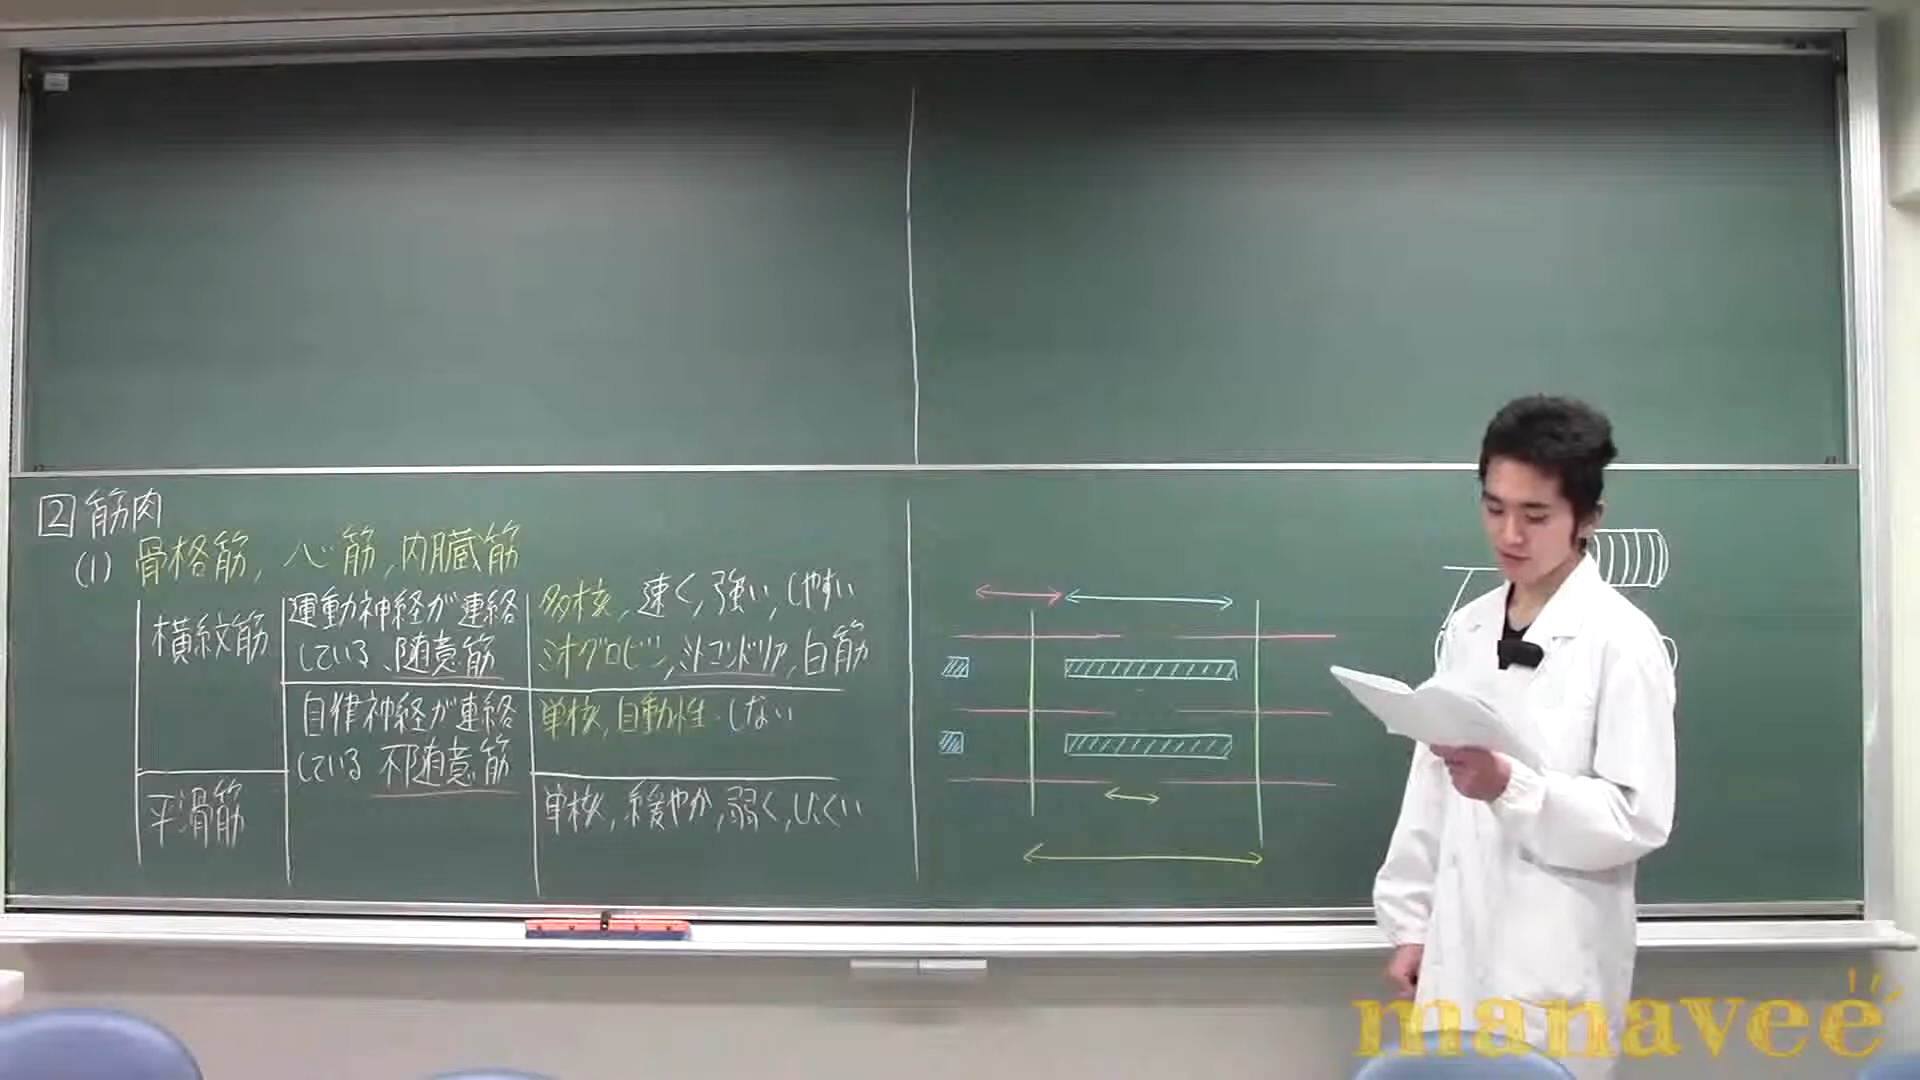 2 筋肉
(1) 骨格筋, 心筋, 内臓筋
横紋筋
運動神経が連絡
している 随意筋
多核, 速く, 強い, しやすい
ミオグロビン, ミトコンドリア, 白筋
自律神経が連絡
している 不随意筋
単核, 自動性 しない
平滑筋
単核, 緩やか, 弱く, しにくい
manavee